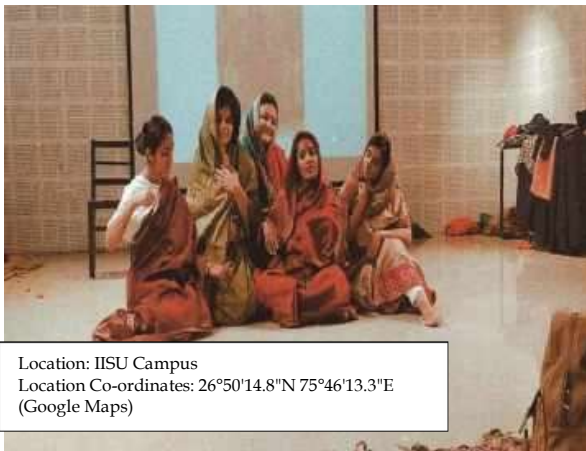 Location: IISU Campus
Location Co-ordinates: 26°50'14.8"N 75°46'13.3"E
(Google Maps)